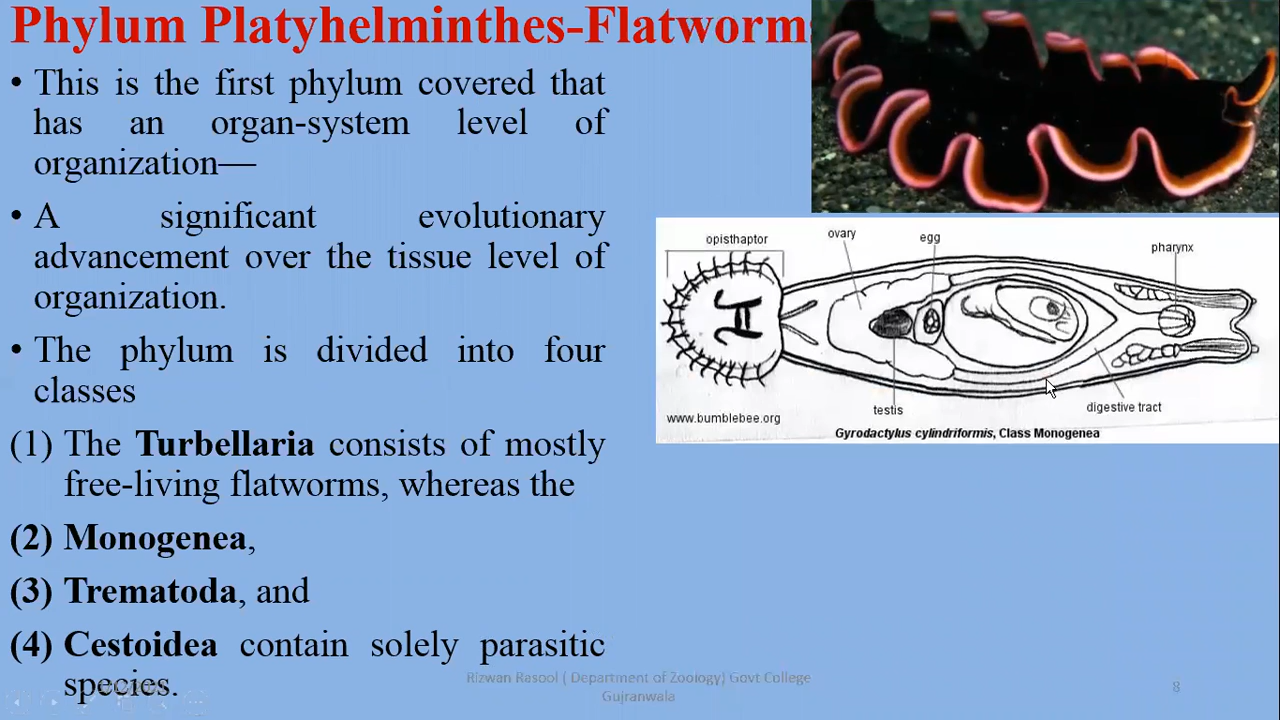 Phylum Platyhelminthes-Flatworms
• This is the first phylum covered that
has an organ-system level of
organization—
• A significant evolutionary
advancement over the tissue level of
organization.
• The phylum is divided into four
classes
(1) The Turbellaria consists of mostly
free-living flatworms, whereas the
(2) Monogenea,
(3) Trematoda, and
(4) Cestoidea contain solely parasitic
species.
opisthaptor
ovary
egg
pharynx
testis
digestive tract
www.bumblebee.org
Gyrodactylus cylindriformis, Class Monogenea
Rizwan Rasool ( Department of Zoology) Govt College
Gujranwala
8